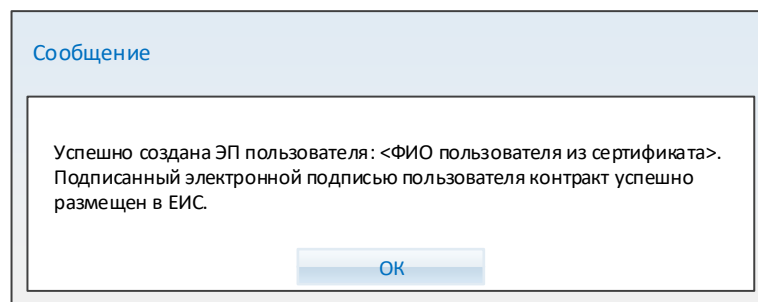 Сообщение
Успешно создана ЭП пользователя: <ФИО пользователя из сертификата>.
Подписанный электронной подписью пользователя контракт успешно
размещен в ЕИС.
ОК